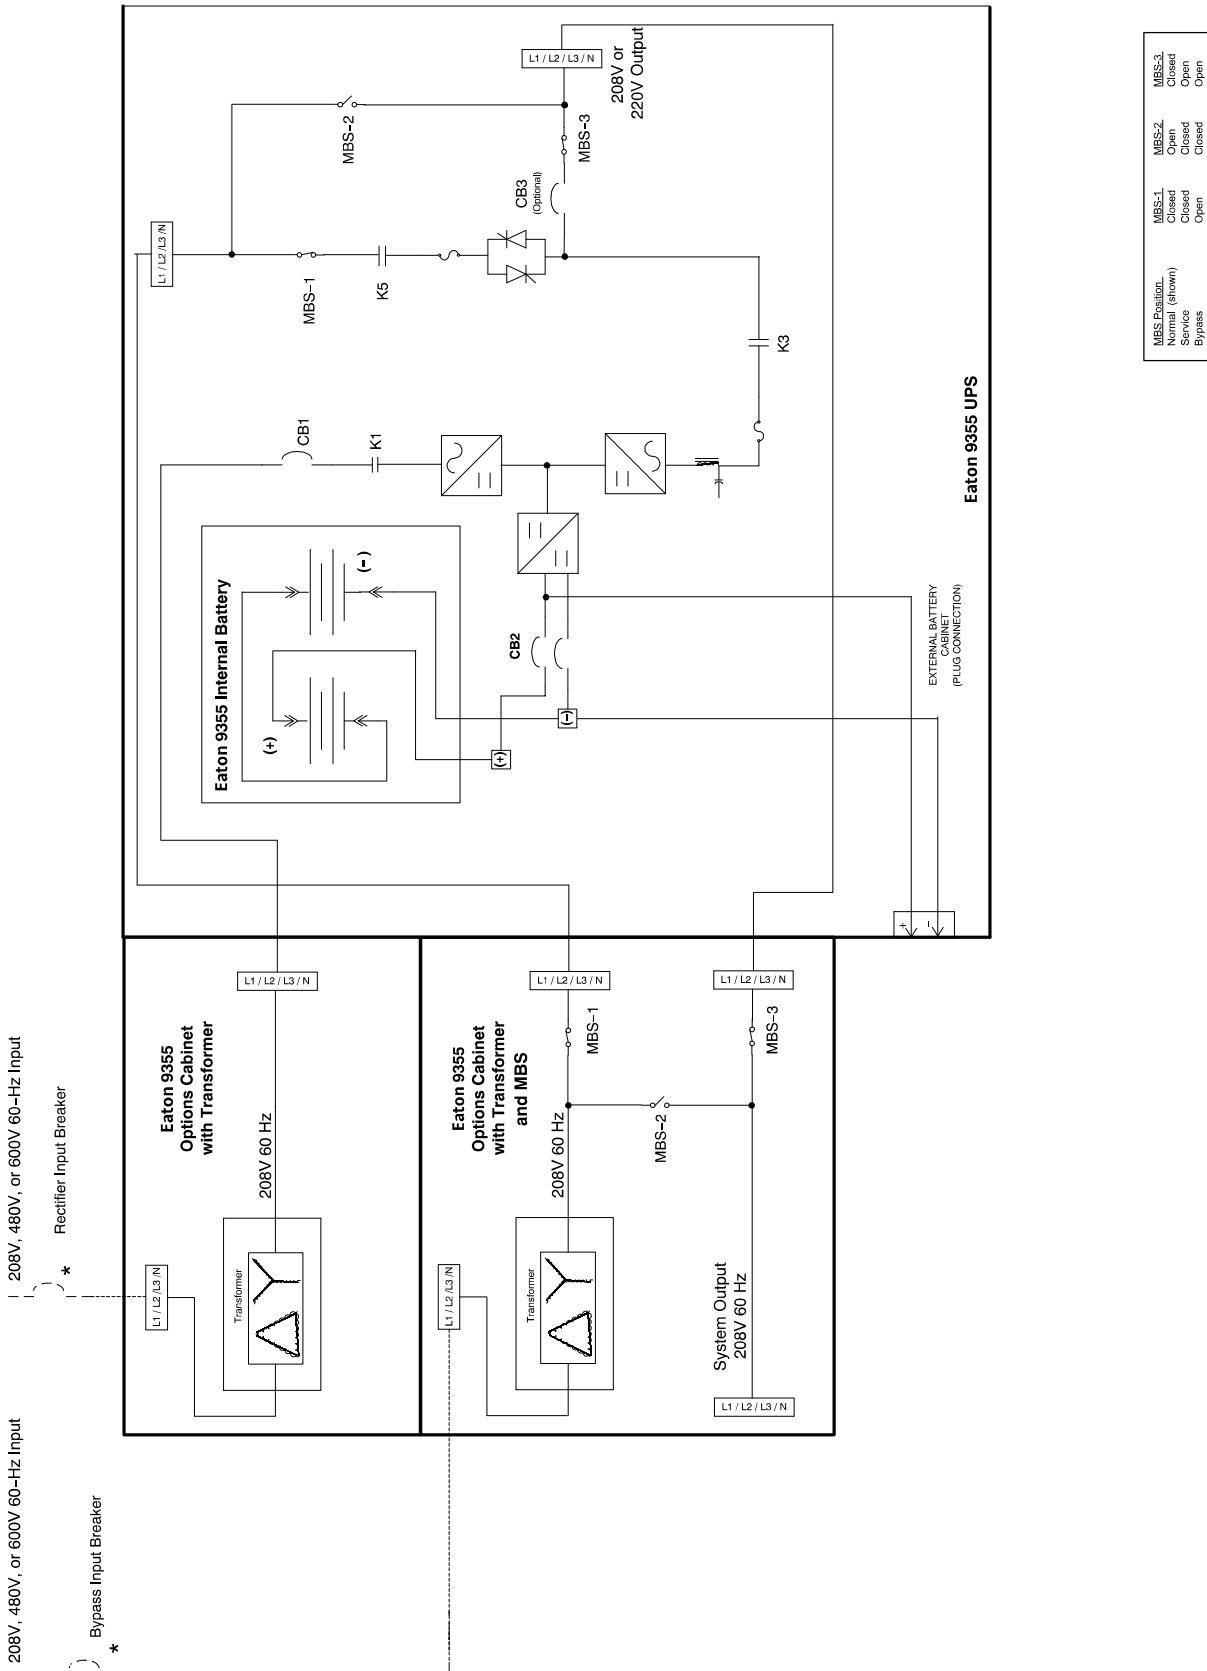 208V, 480V, or 600V 60-Hz Input
Bypass Input Breaker
*
208V, 480V, or 600V 60-Hz Input
Rectifier Input Breaker
*
Eaton 9355
Options Cabinet
with Transformer
L1 / L2 /L3 /N
Transformer
208V 60 Hz
L1 / L2 / L3 / N
Eaton 9355
Options Cabinet
with Transformer
and MBS
L1 / L2 /L3 /N
Transformer
208V 60 Hz
L1 / L2 / L3 / N
MBS-1
MBS-2
MBS-3
System Output
208V 60 Hz
L1 / L2 / L3 / N
L1 / L2 / L3 / N
L1 / L2 /L3 /N
MBS-1
K5
MBS-2
CB3
(Optional)
MBS-3
L1 / L2 / L3 / N
208V or
220V Output
K3
CB1
K1
Eaton 9355 Internal Battery
(+)
(-)
CB2
(+)
(-)
EXTERNAL BATTERY
CABINET
(PLUG CONNECTION)
+
-
Eaton 9355 UPS
MBS Position MBS-1 MBS-2 MBS-3
Normal (shown) Closed Open Closed
Service Closed Closed Open
Bypass Open Closed Open